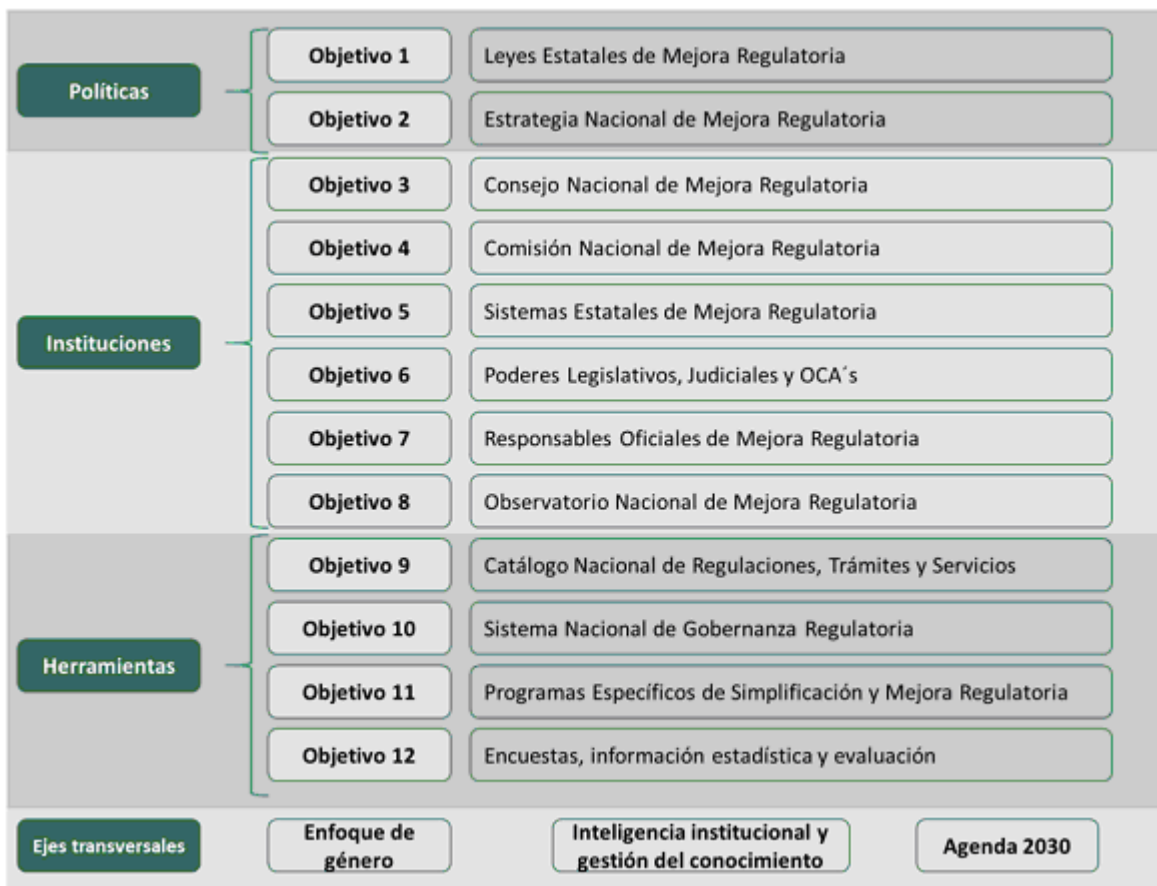 Políticas
Objetivo 1
Leyes Estatales de Mejora Regulatoria
Objetivo 2
Estrategia Nacional de Mejora Regulatoria
Instituciones
Objetivo 3
Consejo Nacional de Mejora Regulatoria
Objetivo 4
Comisión Nacional de Mejora Regulatoria
Objetivo 5
Sistemas Estatales de Mejora Regulatoria
Objetivo 6
Poderes Legislativos, Judiciales y OCA´s
Objetivo 7
Responsables Oficiales de Mejora Regulatoria
Objetivo 8
Observatorio Nacional de Mejora Regulatoria
Herramientas
Objetivo 9
Catálogo Nacional de Regulaciones, Trámites y Servicios
Objetivo 10
Sistema Nacional de Gobernanza Regulatoria
Objetivo 11
Programas Específicos de Simplificación y Mejora Regulatoria
Objetivo 12
Encuestas, información estadística y evaluación
Ejes transversales
Enfoque de
género
Inteligencia institucional y
gestión del conocimiento
Agenda 2030